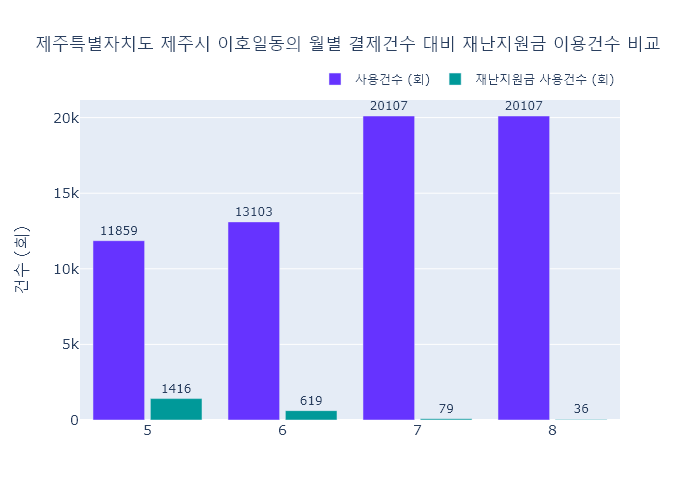 제주특별자치도 제주시 이호일동의 월별 결제건수 대비 재난지원금 이용건수 비교
사용건수 (회) 재난지원금 사용건수 (회)
건수 (회)
20k
15k
10k
5k
0
11859
1416
13103
619
20107
79
20107
36
5 6 7 8